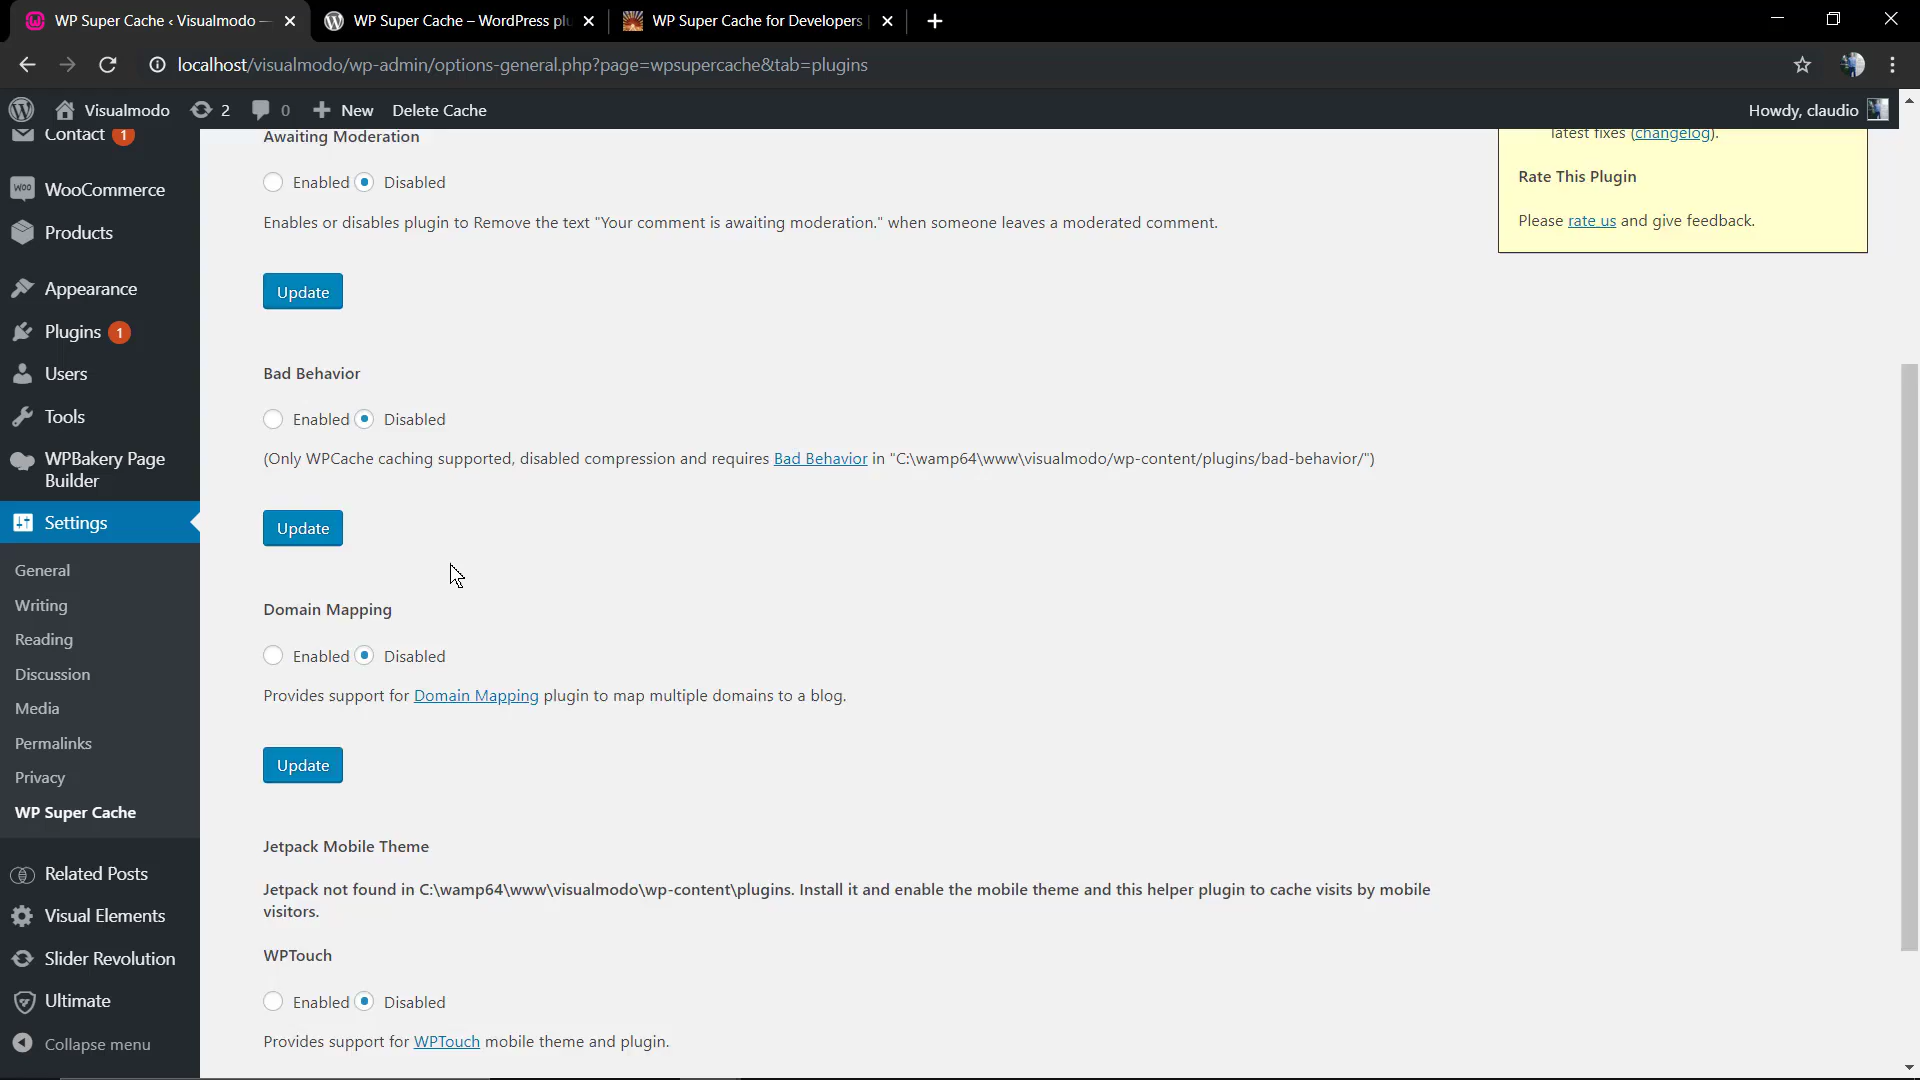 WP Super Cache ‹ Visualmodo —
WP Super Cache – WordPress plu
WP Super Cache for Developers |
localhost/visualmodo/wp-admin/options-general.php?page=wpsupercache&tab=plugins
Visualmodo 2 0 New Delete Cache
Howdy, claudio
Contact 1
WooCommerce
Products
Appearance
Plugins 1
Users
Tools
WPBakery Page
Builder
Settings
General
Writing
Reading
Discussion
Media
Permalinks
Privacy
WP Super Cache
Related Posts
Visual Elements
Slider Revolution
Ultimate
Collapse menu
Awaiting Moderation
Enabled Disabled
Enables or disables plugin to Remove the text "Your comment is awaiting moderation." when someone leaves a moderated comment.
Update
Bad Behavior
Enabled Disabled
(Only WPCache caching supported, disabled compression and requires Bad Behavior in "C:\wamp64\www\visualmodo/wp-content/plugins/bad-behavior/")
Update
Domain Mapping
Enabled Disabled
Provides support for Domain Mapping plugin to map multiple domains to a blog.
Update
Jetpack Mobile Theme
Jetpack not found in C:\wamp64\www\visualmodo\wp-content\plugins. Install it and enable the mobile theme and this helper plugin to cache visits by mobile
visitors.
WPTouch
Enabled Disabled
Provides support for WPTouch mobile theme and plugin.
latest fixes (changelog).
Rate This Plugin
Please rate us and give feedback.